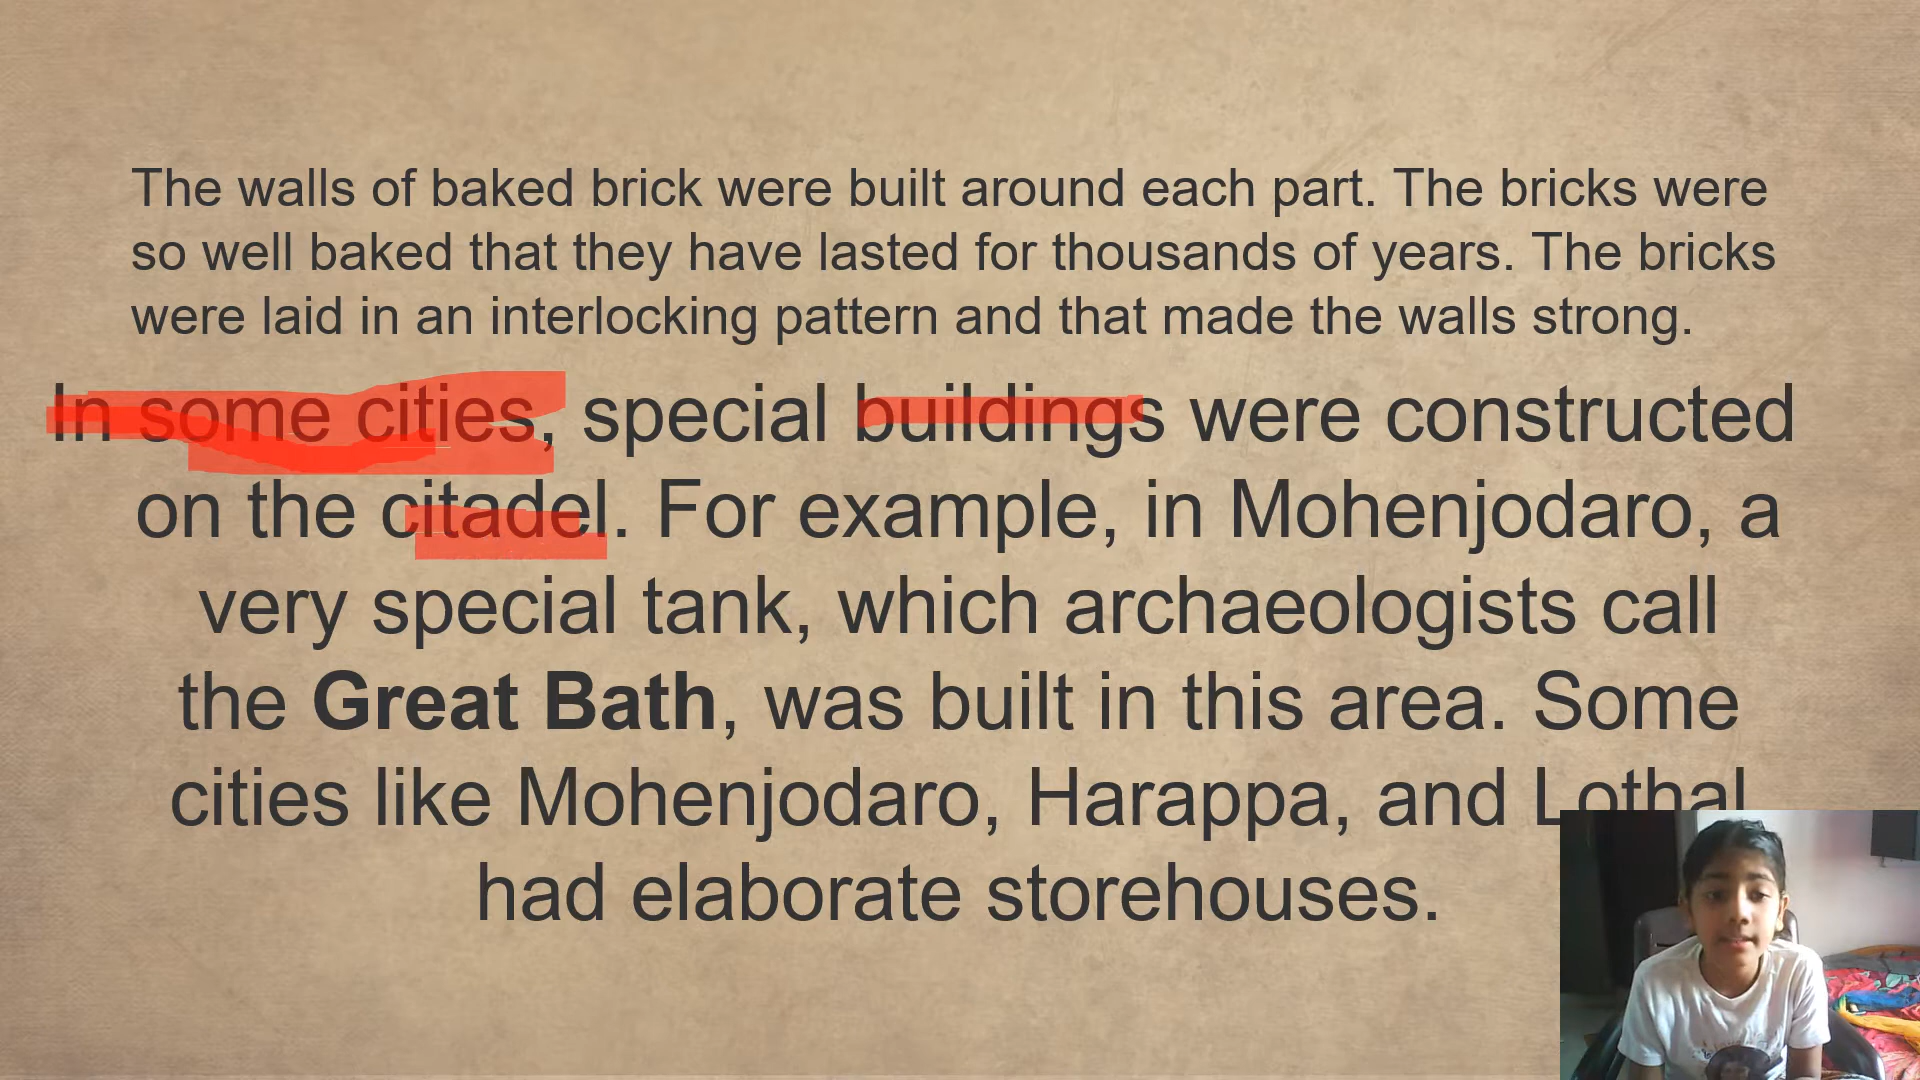 The walls of baked brick were built around each part. The bricks were
so well baked that they have lasted for thousands of years. The bricks
were laid in an interlocking pattern and that made the walls strong.
In some cities, special buildings were constructed
on the citadel. For example, in Mohenjodaro, a
very special tank, which archaeologists call
the Great Bath, was built in this area. Some
cities like Mohenjodaro, Harappa, and Lothal
had elaborate storehouses.